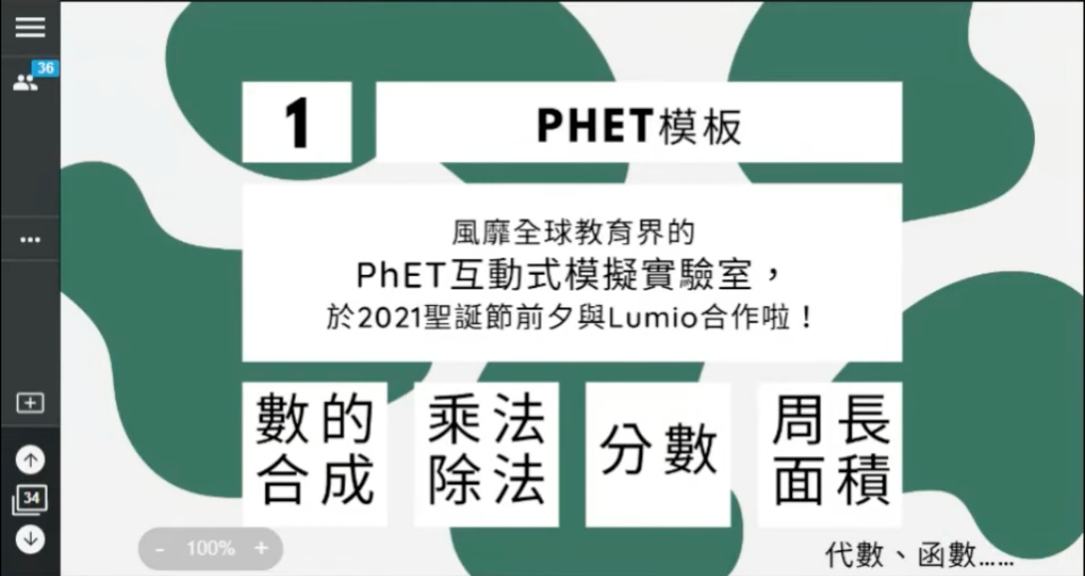 36
1
PHET模板
風靡全球教育界的
PhET互動式模擬實驗室，
於2021聖誕節前夕與Lumio合作啦！
數的
合成
乘法
除法
分數
周長
面積
34
- 100% +
代數、函數……